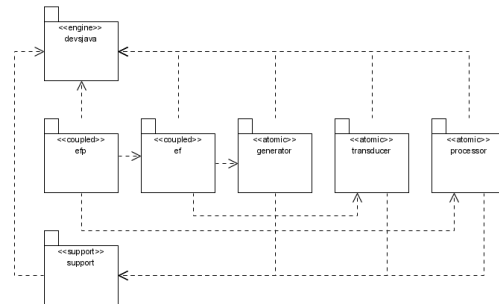 <<engine>>
devsjava
<<coupled>>
efp
<<coupled>>
ef
<<atomic>>
generator
<<atomic>>
transducer
<<atomic>>
processor
<<support>>
support